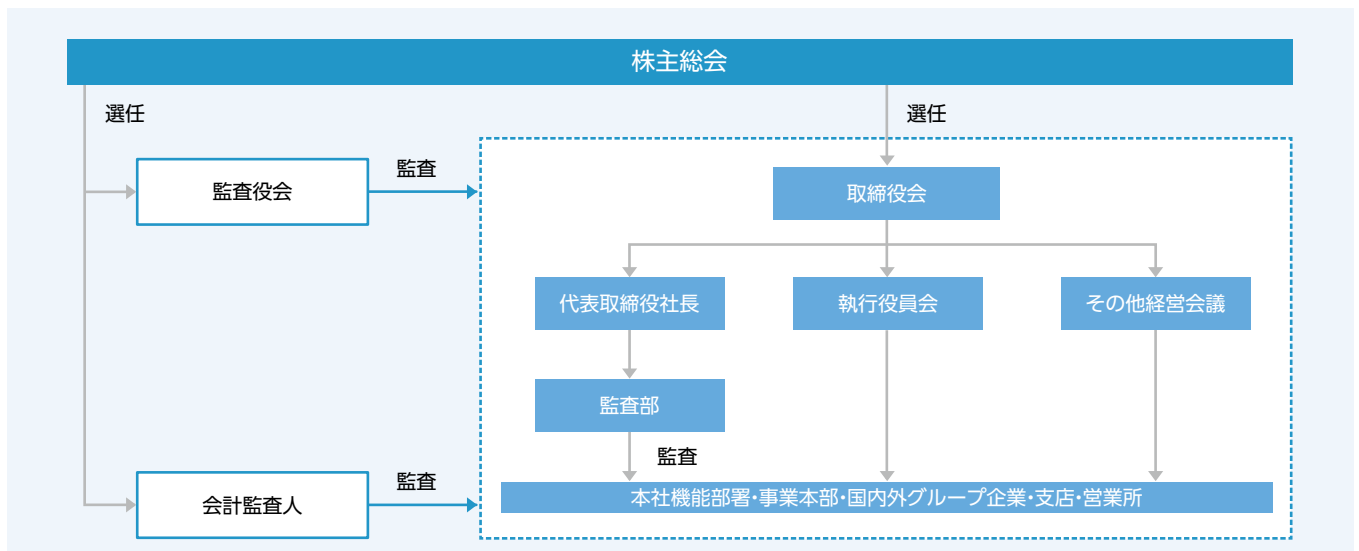 株主総会
選任
選任
監査役会
監査
取締役会
代表取締役社長
執行役員会
その他経営会議
監査部
監査
会計監査人
監査
本社機能部署・事業本部・国内外グループ企業・支店・営業所